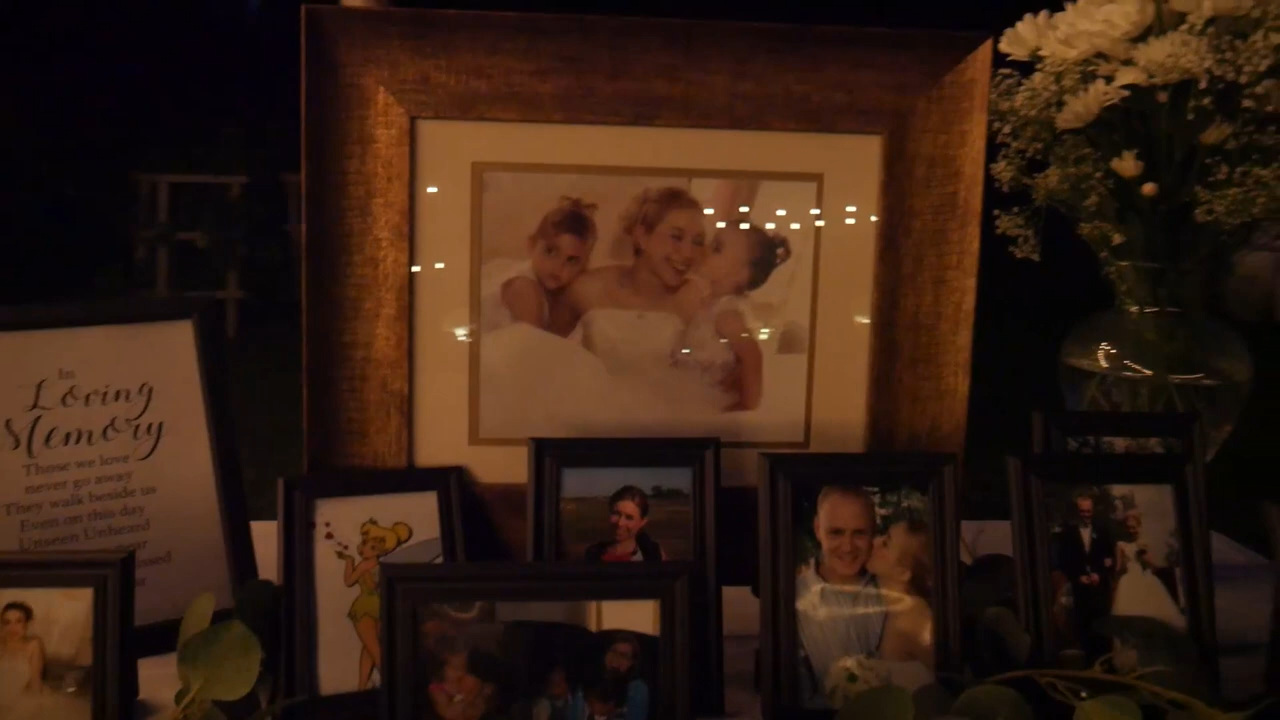 In
Loving
Memory
Those we love
never go away
They walk beside us
Even on this day
Unseen Unheard